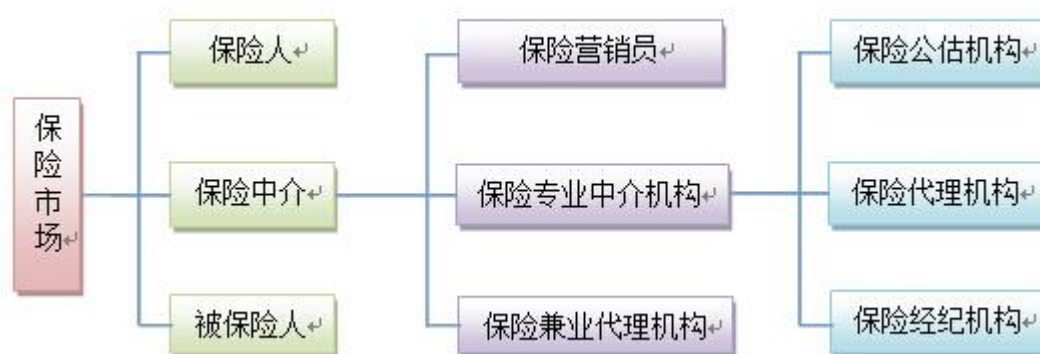 保险市场
保险人
保险中介
被保险人
保险营销员
保险专业中介机构
保险兼业代理机构
保险公估机构
保险代理机构
保险经纪机构